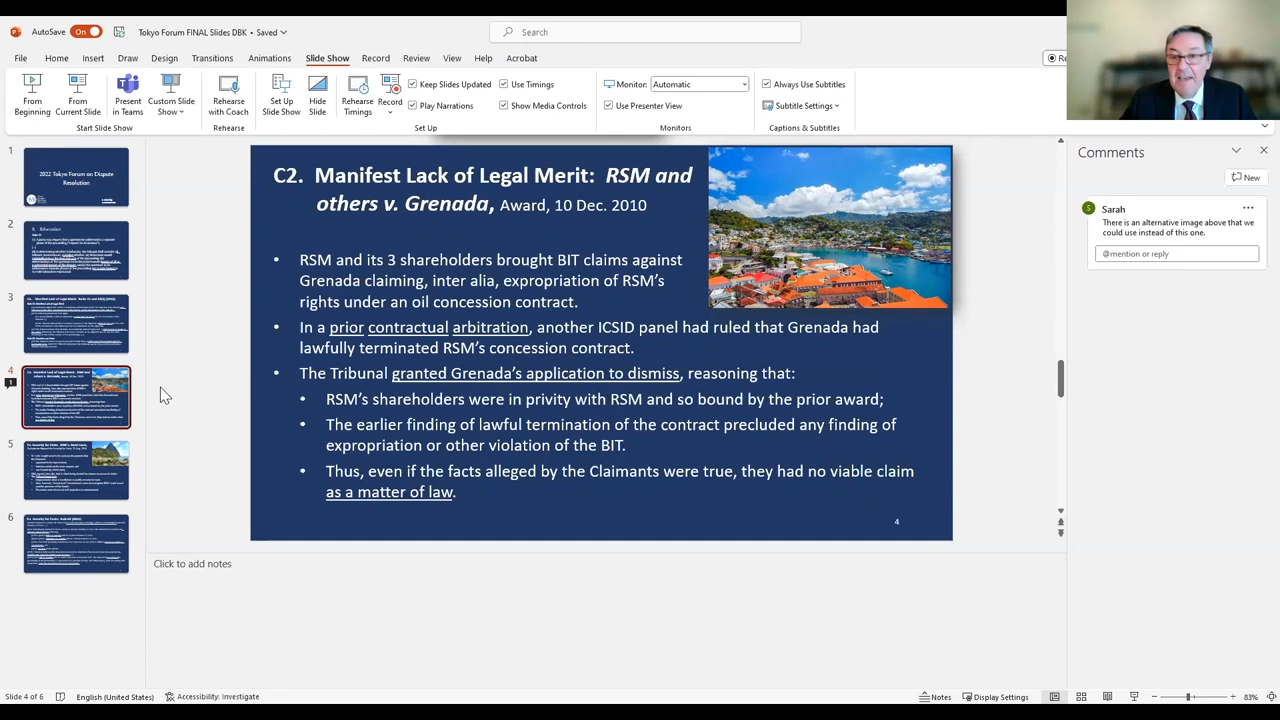 AutoSave On Tokyo Forum FINAL Slides DBK • Saved Search
File Home Insert Draw Design Transitions Animations Slide Show Record Review View Help Acrobat
From Beginning
From Current Slide
Present in Teams
Custom Slide Show
Start Slide Show
Rehearse with Coach
Rehearse
Set Up Slide Show
Hide Slide
Rehearse Timings
Record
Keep Slides Updated
Play Narrations
Use Timings
Show Media Controls
Set Up
Monitor: Automatic
Use Presenter View
Monitors
Always Use Subtitles
Subtitle Settings
Captions & Subtitles
1
2022 Tokyo Forum on Dispute
Resolution
2
3
4
1
5
6
C2. Manifest Lack of Legal Merit: RSM and
others v. Grenada, Award, 10 Dec. 2010
• RSM and its 3 shareholders brought BIT claims against
Grenada claiming, inter alia, expropriation of RSM's
rights under an oil concession contract.
• In a prior contractual arbitration, another ICSID panel had ruled that Grenada had
lawfully terminated RSM's concession contract.
• The Tribunal granted Grenada's application to dismiss, reasoning that:
• RSM's shareholders were in privity with RSM and so bound by the prior award;
• The earlier finding of lawful termination of the contract precluded any finding of
expropriation or other violation of the BIT.
• Thus, even if the facts alleged by the Claimants were true, they had no viable claim
as a matter of law.
4
Click to add notes
Comments
New
S Sarah
There is an alternative image above that we
could use instead of this one.
@mention or reply
Slide 4 of 6 English (United States) Accessibility: Investigate Notes Display Settings 83%